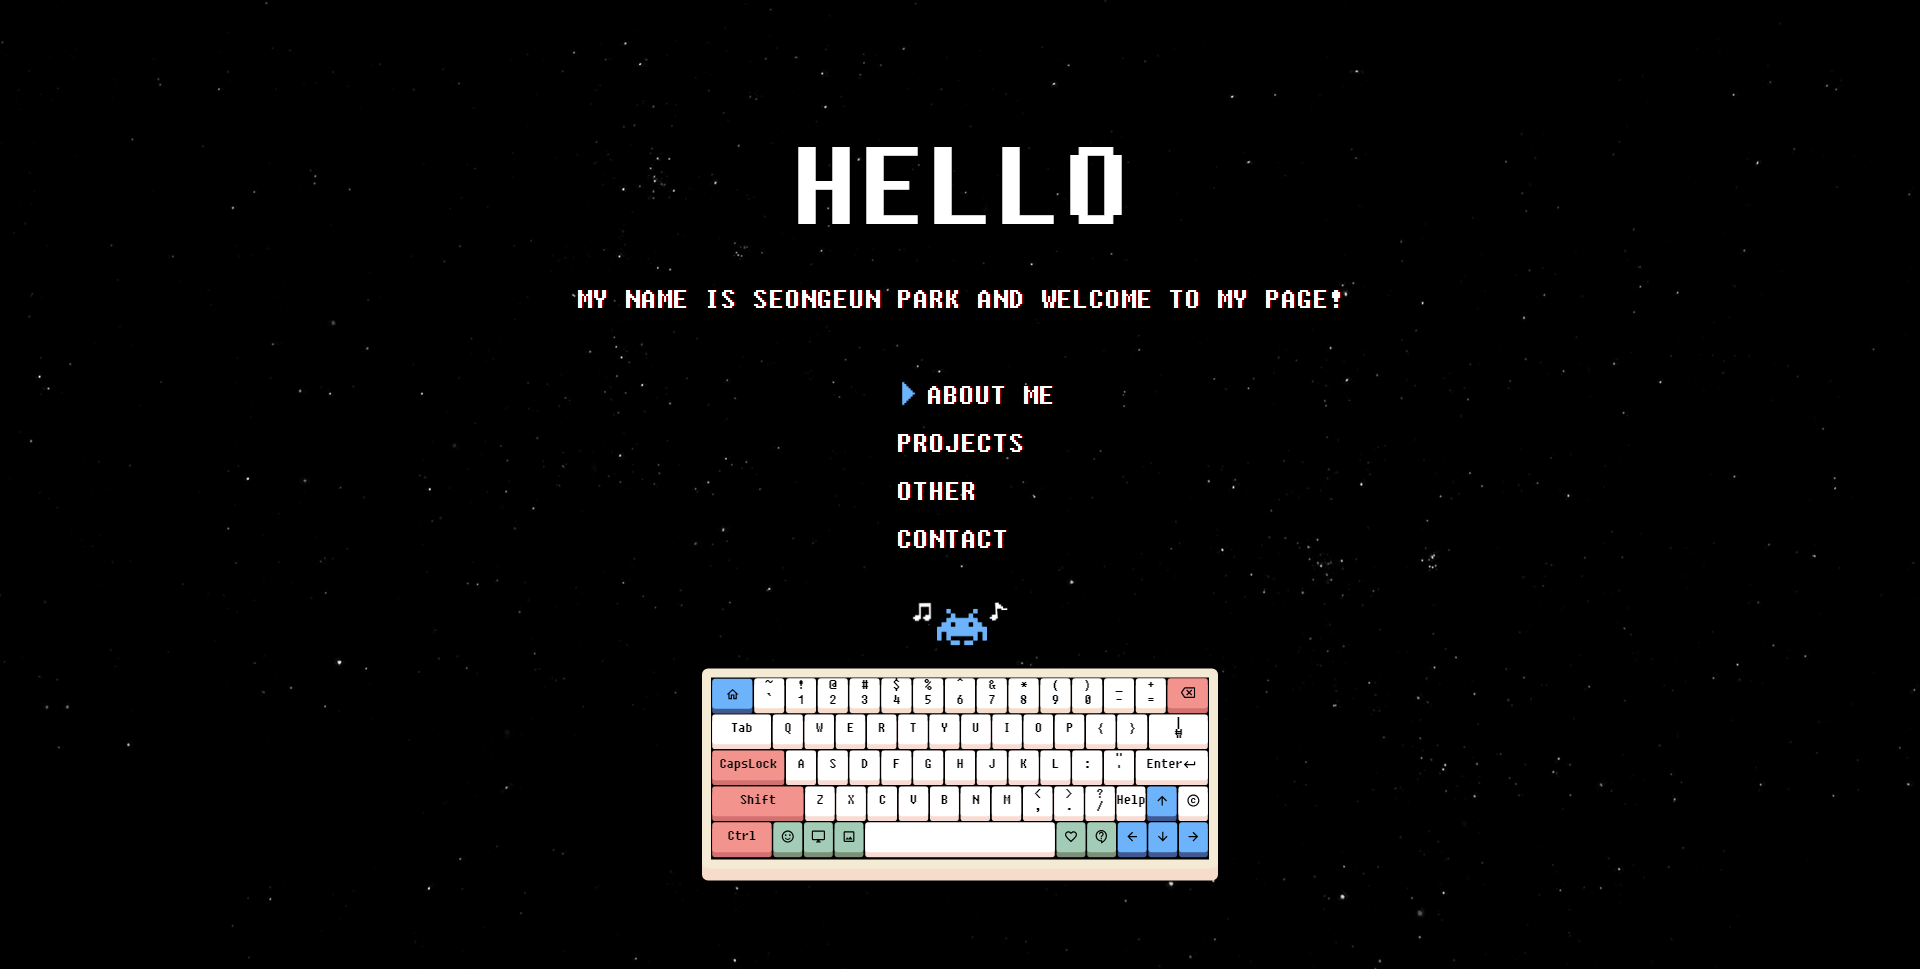 HELLO
MY NAME IS SEONGEUN PARK AND WELCOME TO MY PAGE!
ABOUT ME
PROJECTS
OTHER
CONTACT
~ ! @ # $ % ^ & * ( ) _ +
` 1 2 3 4 5 6 7 8 9 0 - =
Tab Q W E R T Y U I O P { } | ₩
CapsLock A S D F G H J K L : " ' Enter↵
Shift Z X C V B N M < , > . ? / Help ↑ ©
Ctrl ← ↓ →